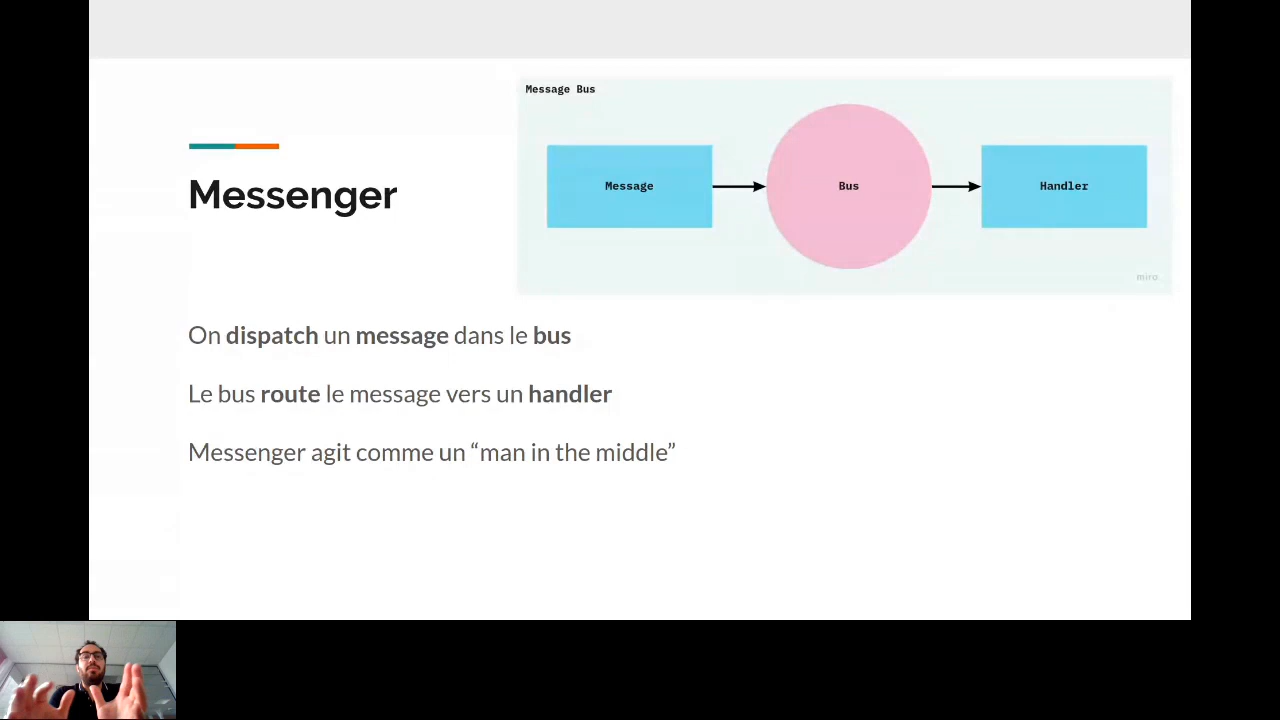 Message Bus
Message
Bus
Handler
miro
Messenger
On dispatch un message dans le bus
Le bus route le message vers un handler
Messenger agit comme un “man in the middle”